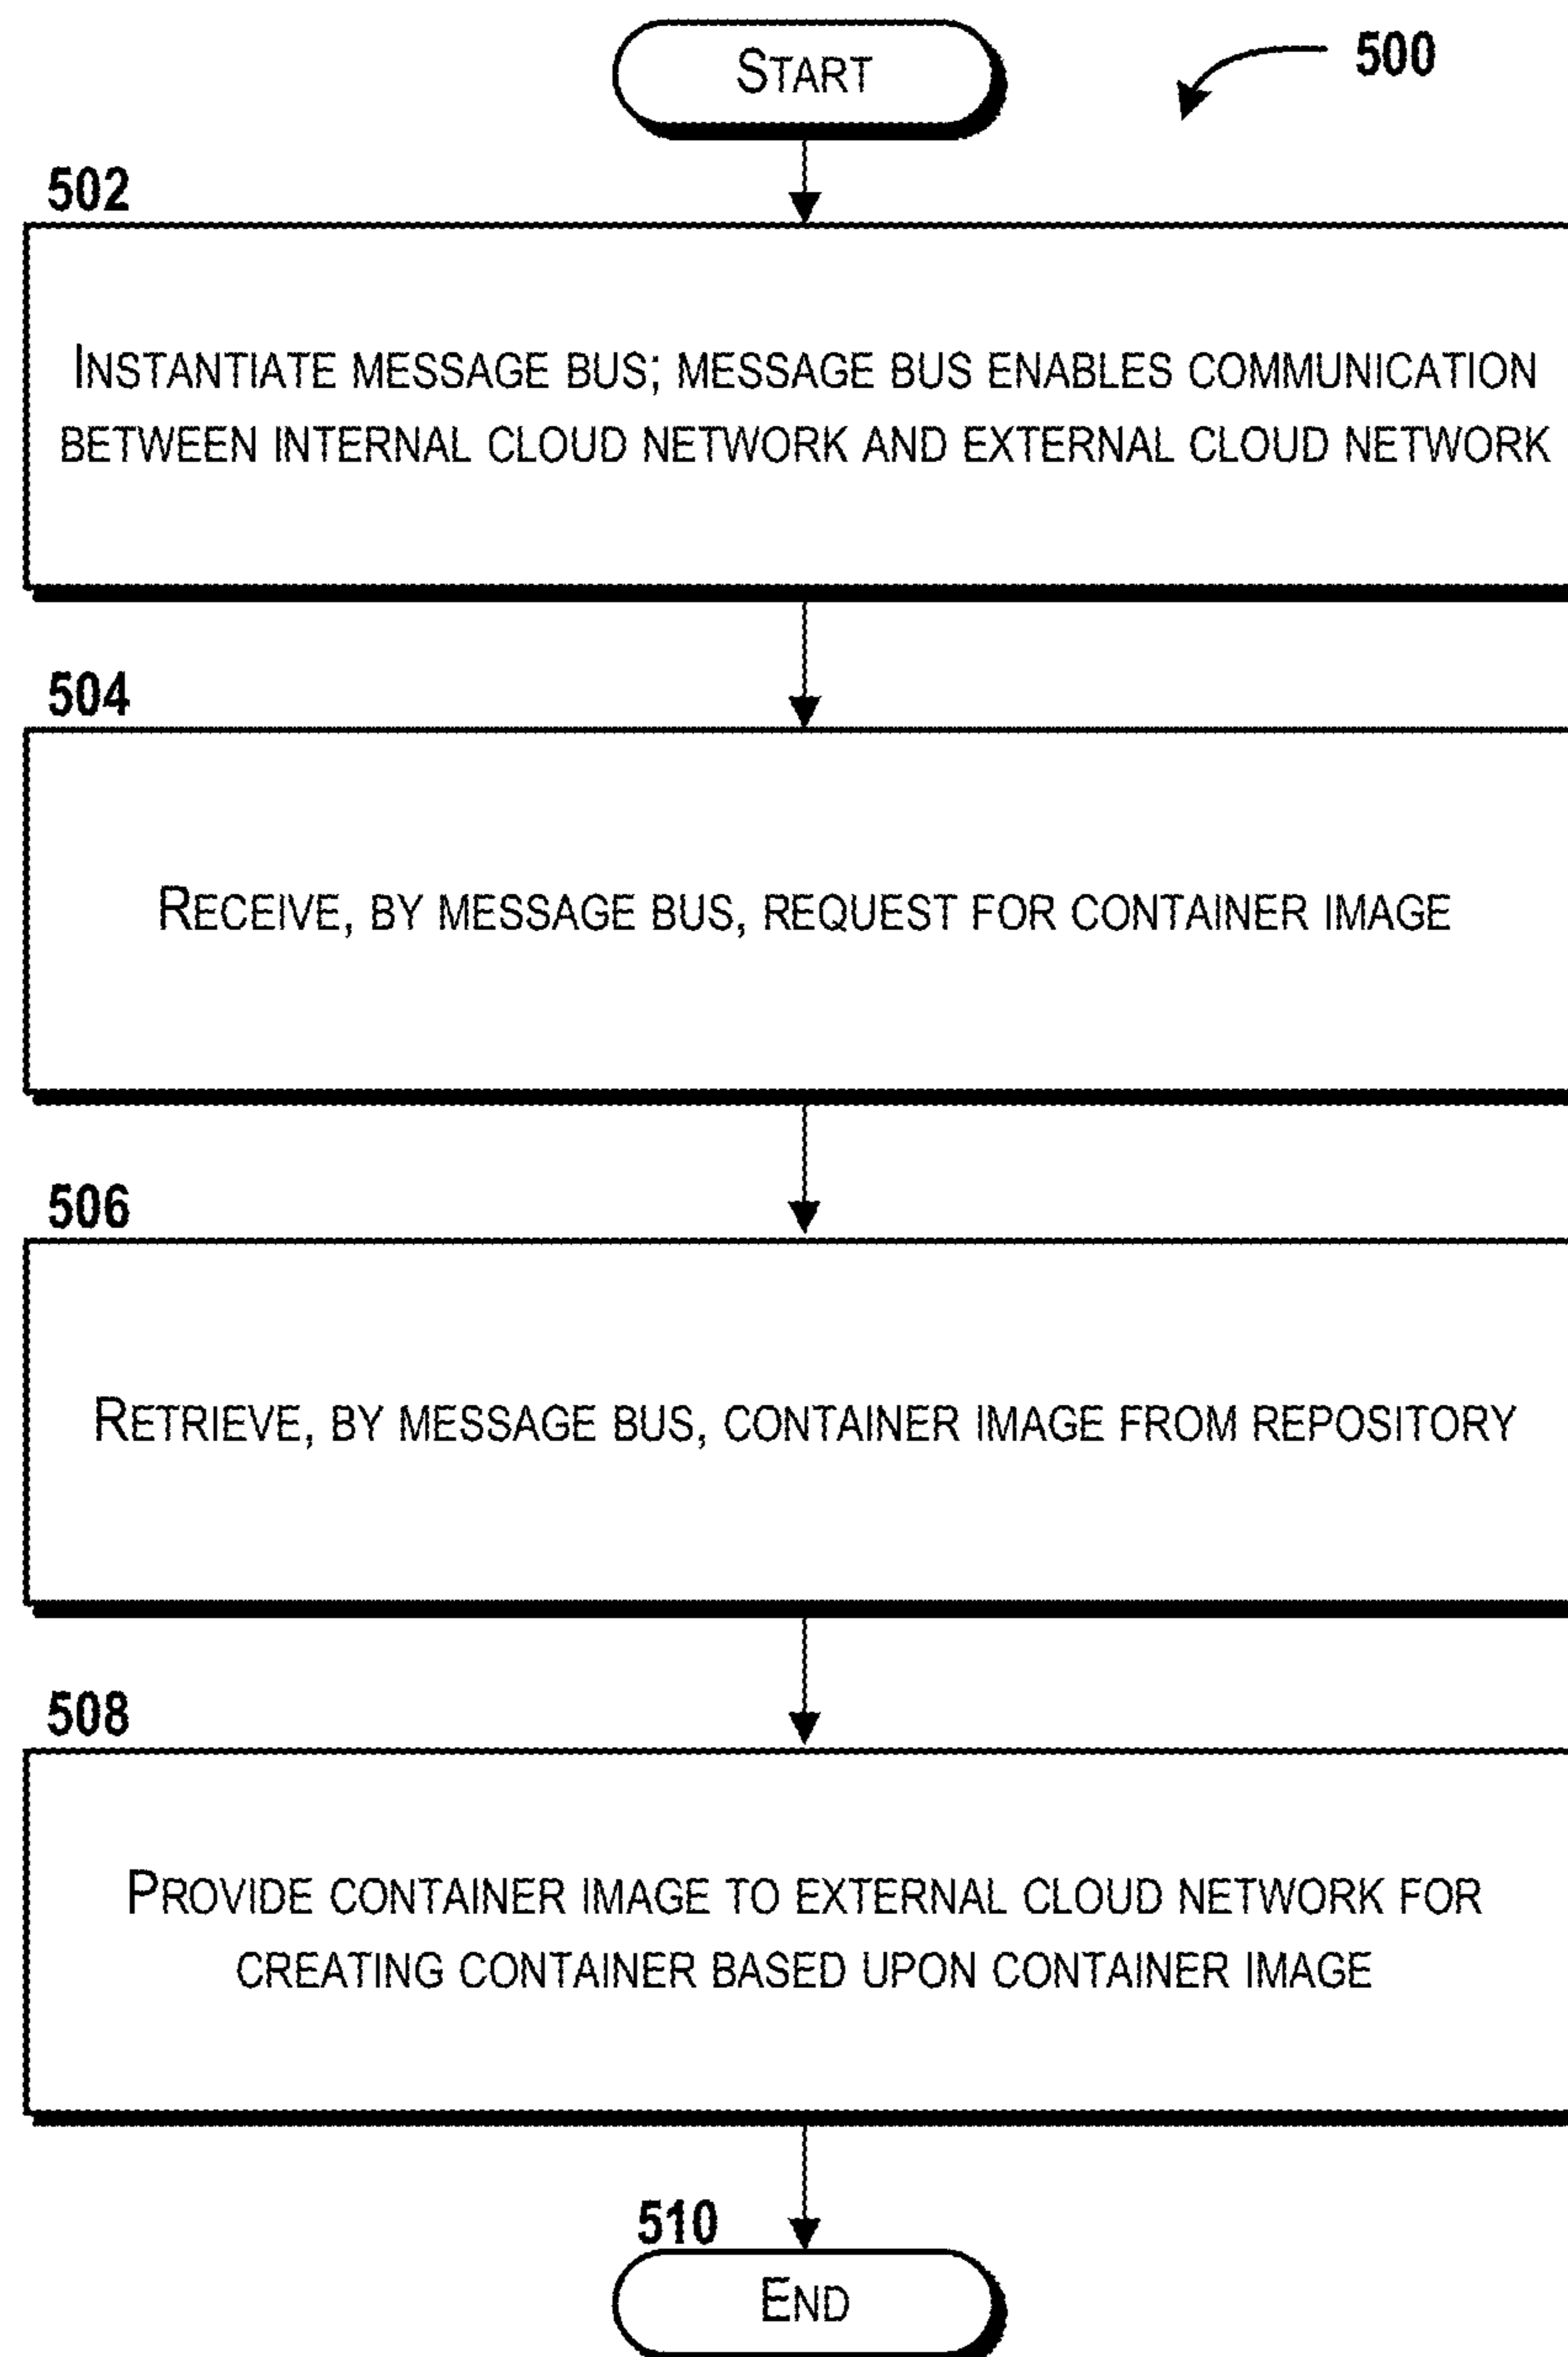 START
500
502
INSTANTIATE MESSAGE BUS; MESSAGE BUS ENABLES COMMUNICATION
BETWEEN INTERNAL CLOUD NETWORK AND EXTERNAL CLOUD NETWORK
504
RECEIVE, BY MESSAGE BUS, REQUEST FOR CONTAINER IMAGE
506
RETRIEVE, BY MESSAGE BUS, CONTAINER IMAGE FROM REPOSITORY
508
PROVIDE CONTAINER IMAGE TO EXTERNAL CLOUD NETWORK FOR
CREATING CONTAINER BASED UPON CONTAINER IMAGE
510
END